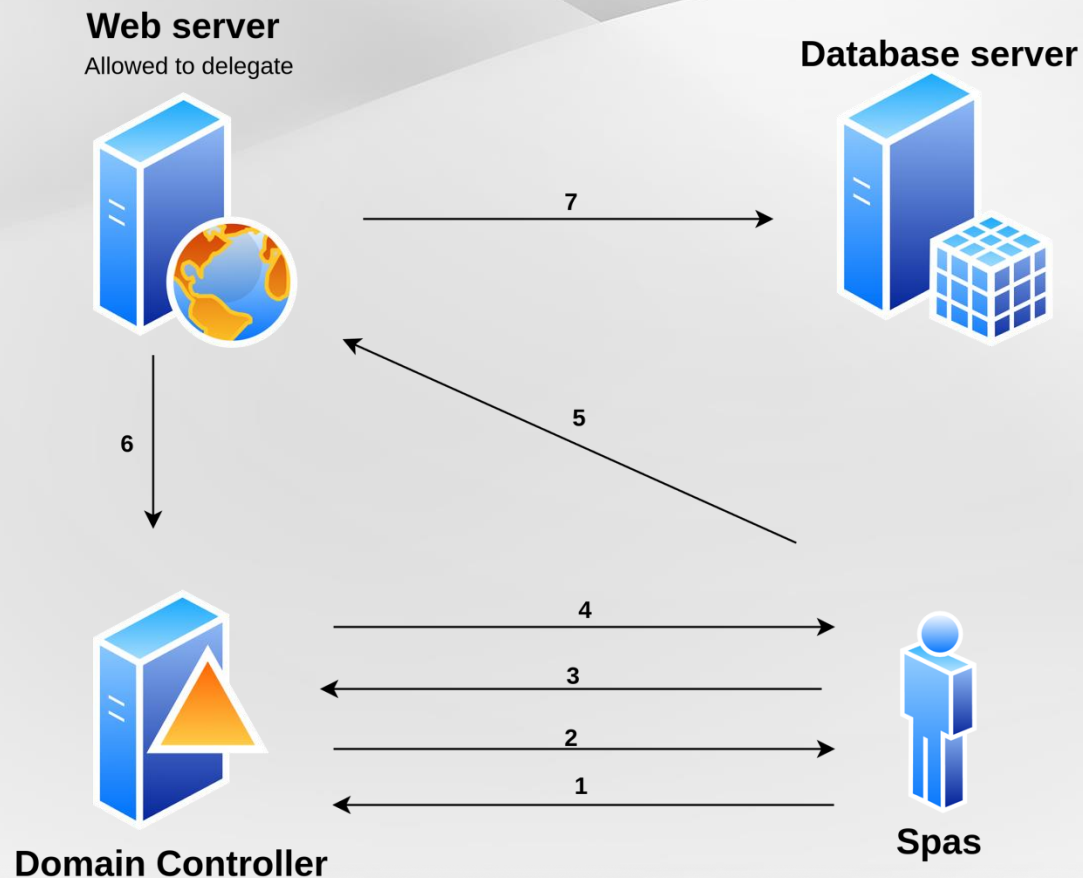 Web server
Allowed to delegate
Database server
7
5
6
4
3
2
1
Spas
Domain Controller